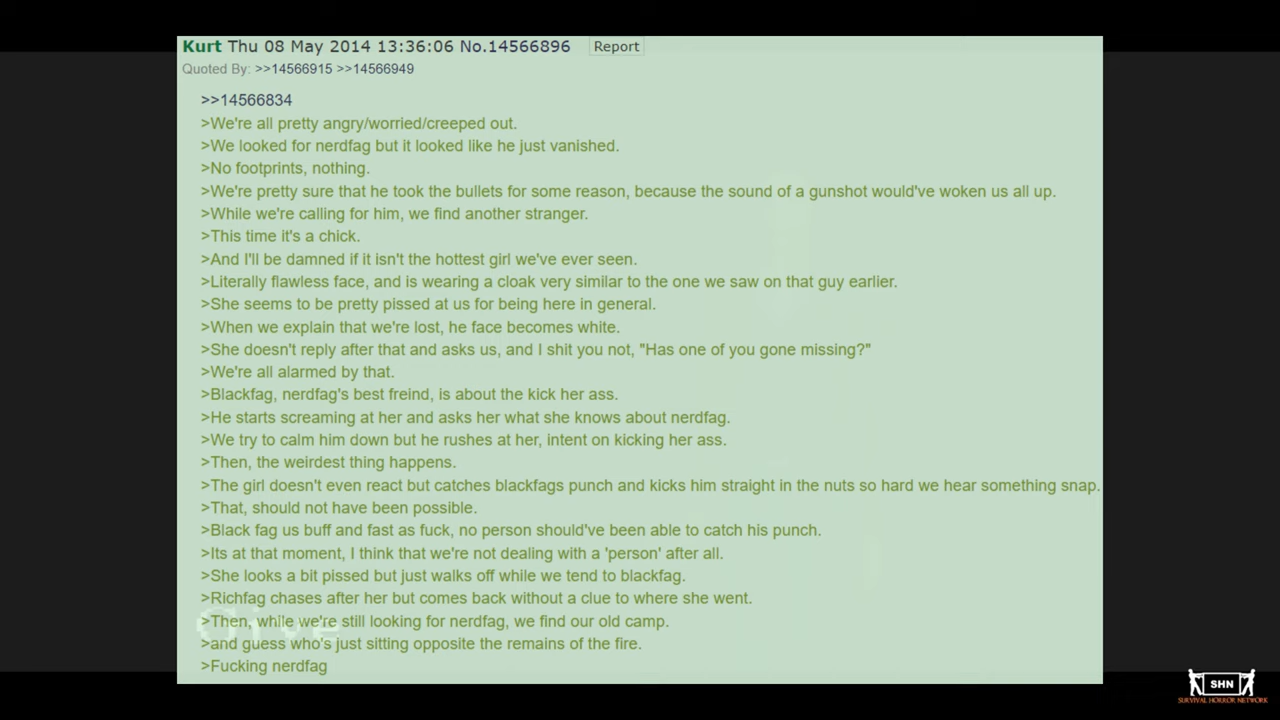 Kurt Thu 08 May 2014 13:36:06 No.14566896 Report
Quoted By: >>14566915 >>14566949
>>14566834
>We're all pretty angry/worried/creeped out.
>We looked for nerdfag but it looked like he just vanished.
>No footprints, nothing.
>We're pretty sure that he took the bullets for some reason, because the sound of a gunshot would've woken us all up.
>While we're calling for him, we find another stranger.
>This time it's a chick.
>And I'll be damned if it isn't the hottest girl we've ever seen.
>Literally flawless face, and is wearing a cloak very similar to the one we saw on that guy earlier.
>She seems to be pretty pissed at us for being here in general.
>When we explain that we're lost, he face becomes white.
>She doesn't reply after that and asks us, and I shit you not, "Has one of you gone missing?"
>We're all alarmed by that.
>Blackfag, nerdfag's best freind, is about the kick her ass.
>He starts screaming at her and asks her what she knows about nerdfag.
>We try to calm him down but he rushes at her, intent on kicking her ass.
>Then, the weirdest thing happens.
>The girl doesn't even react but catches blackfags punch and kicks him straight in the nuts so hard we hear something snap.
>That, should not have been possible.
>Black fag us buff and fast as fuck, no person should've been able to catch his punch.
>Its at that moment, I think that we're not dealing with a 'person' after all.
>She looks a bit pissed but just walks off while we tend to blackfag.
>Richfag chases after her but comes back without a clue to where she went.
>Then, while we're still looking for nerdfag, we find our old camp.
>and guess who's just sitting opposite the remains of the fire.
>Fucking nerdfag
Give
SHN
SURVIVAL HORROR NETWORK